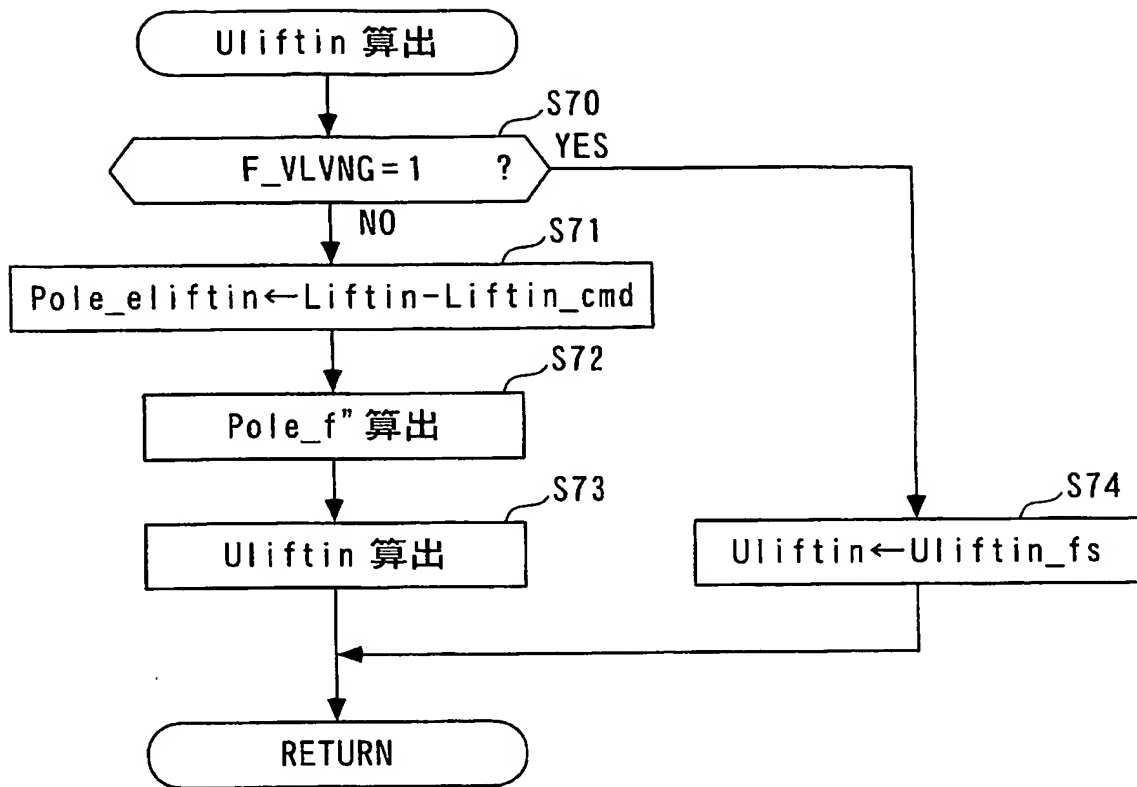 Uliftin 算出
S70
F_VLVNG=1 ?
YES
NO
S71
Pole_eliftin←Liftin-Liftin_cmd
S72
Pole_f” 算出
S73
Uliftin 算出
S74
Uliftin←Uliftin_fs
RETURN